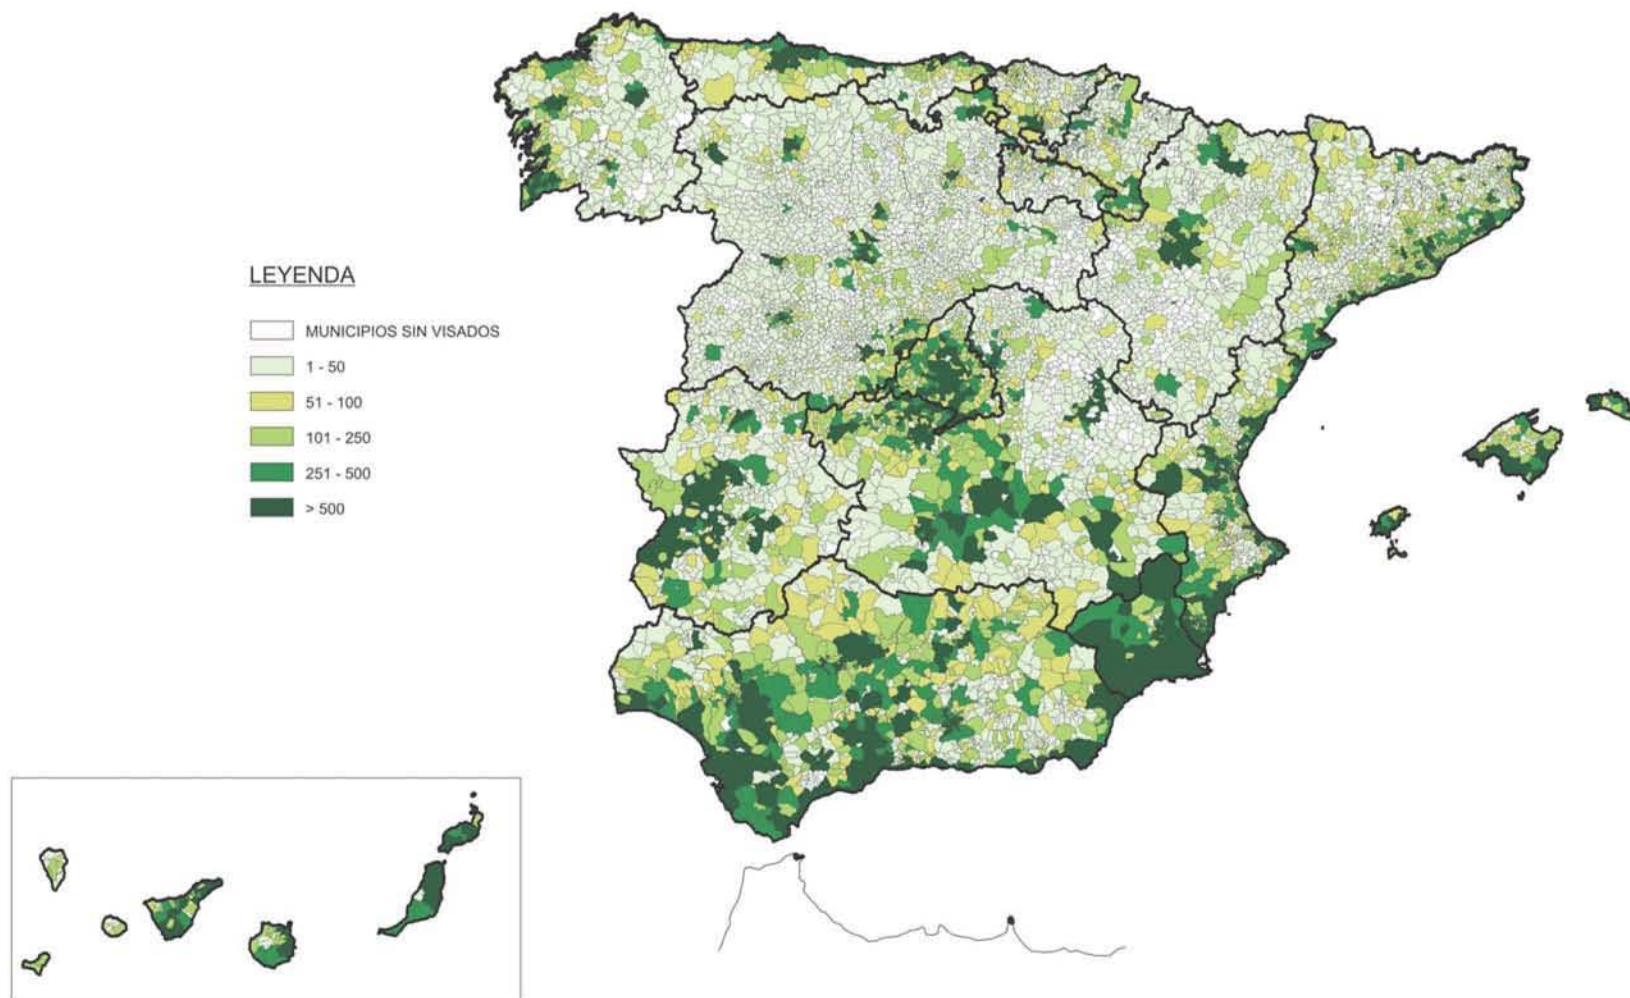 LEYENDA
MUNICIPIOS SIN VISADOS
1 - 50
51 - 100
101 - 250
251 - 500
> 500